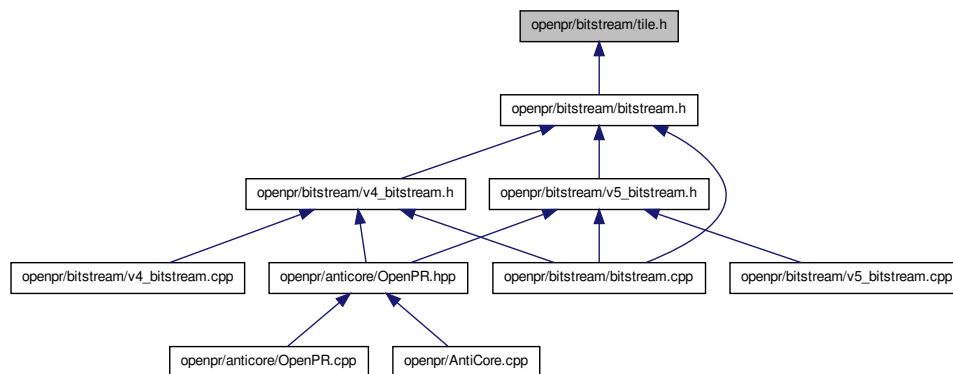 openpr/bitstream/tile.h
openpr/bitstream/bitstream.h
openpr/bitstream/v4_bitstream.h
openpr/bitstream/v5_bitstream.h
openpr/bitstream/v4_bitstream.cpp
openpr/anticore/OpenPR.hpp
openpr/bitstream/bitstream.cpp
openpr/bitstream/v5_bitstream.cpp
openpr/anticore/OpenPR.cpp
openpr/AntiCore.cpp